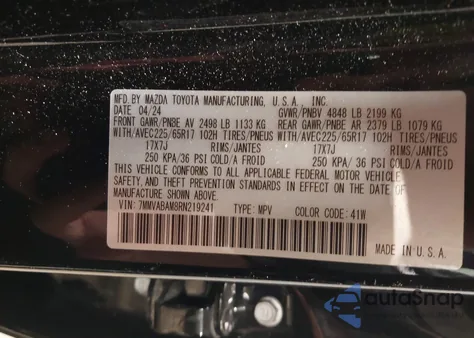 MFD. BY MAZDA TOYOTA MANUFACTURING, U.S.A., INC.
DATE 04/24 GVWR/PNBV 4848 LB 2199 KG
FRONT GAWR/PNBE AV 2498 LB 1133 KG REAR GAWR/PNBE AR 2379 LB 1079 KG
WITH/AVEC225/65R17 102H TIRES/PNEUS WITH/AVEC225/65R17 102H TIRES/PNEUS
17X7J RIMS/JANTES 17X7J RIMS/JANTES
250 KPA/36 PSI COLD/A FROID 250 KPA/36 PSI COLD/A FROID
THIS VEHICLE CONFORMS TO ALL APPLICABLE FEDERAL MOTOR VEHICLE
SAFETY, AND THEFT PREVENTION STANDARDS IN EFFECT ON THE DATE OF
MANUFACTURE SHOWN ABOVE.
VIN: 7MMVABAM8RN219241 TYPE: MPV COLOR CODE: 41W
MADE IN U.S.A.
autoSnap